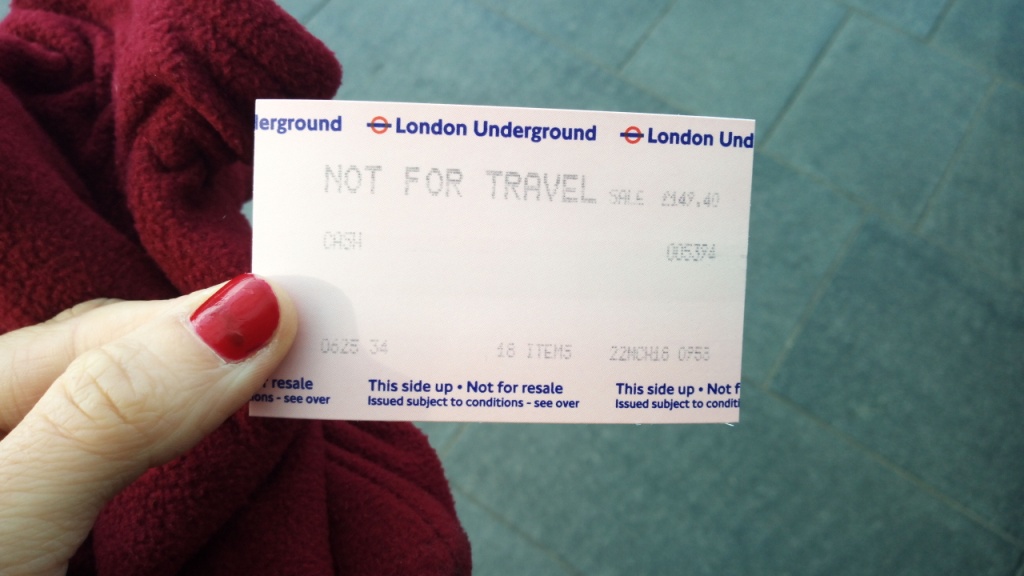 lerground London Underground London Und
NOT FOR TRAVEL SALE £149.40
CASH 005394
0625 34 18 ITEMS 22MCH18 0958
r resale This side up • Not for resale This side up • Not f
ons - see over Issued subject to conditions - see over Issued subject to conditi